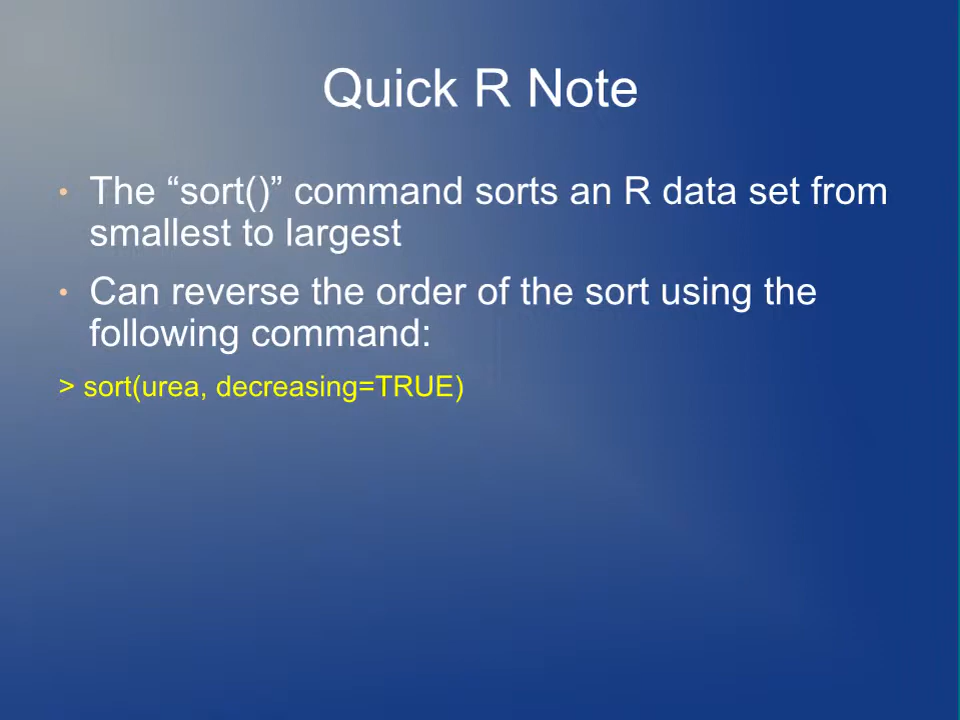 Quick R Note
• The “sort()” command sorts an R data set from
smallest to largest
• Can reverse the order of the sort using the
following command:
> sort(urea, decreasing=TRUE)